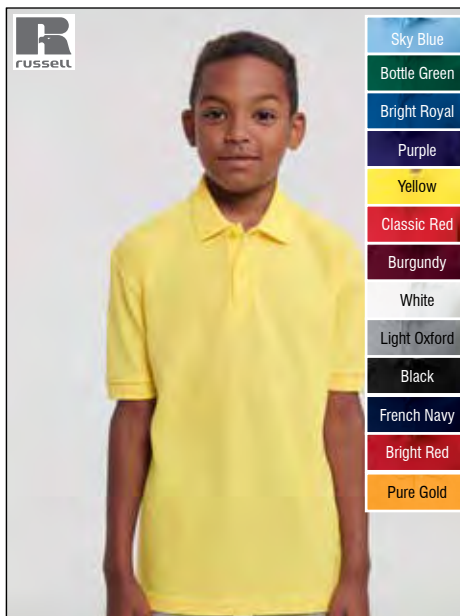 R
russell
Sky Blue
Bottle Green
Bright Royal
Purple
Yellow
Classic Red
Burgundy
White
Light Oxford
Black
French Navy
Bright Red
Pure Gold